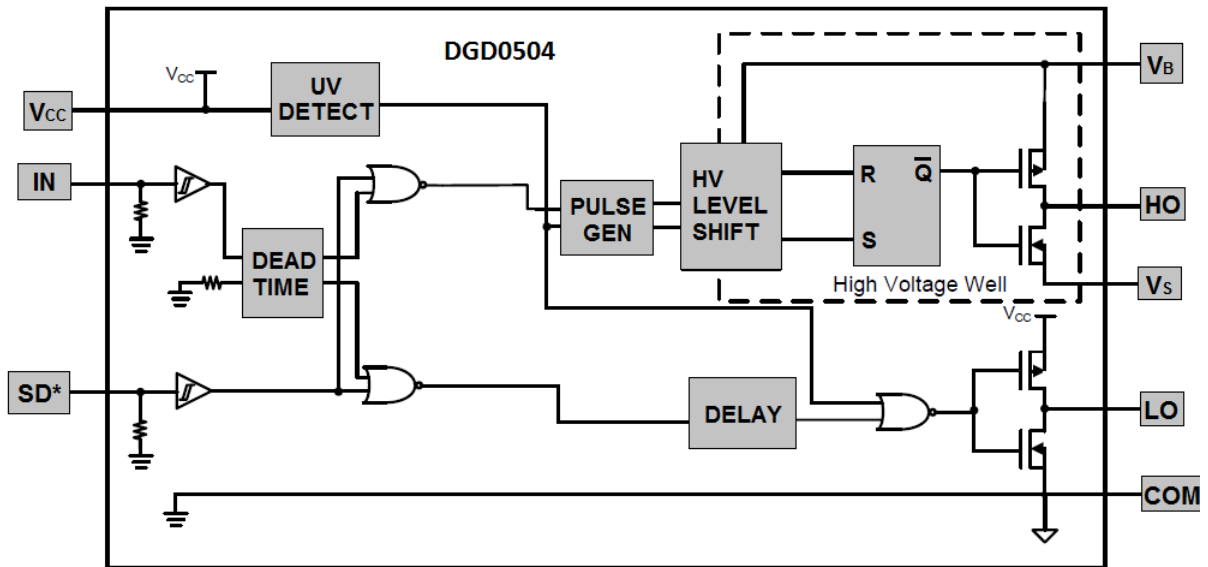 DGD0504
VCC
UV
DETECT
VCC
VB
IN
HV
LEVEL
SHIFT
R
Q
S
PULSE
GEN
HO
DEAD
TIME
High Voltage Well
VS
VCC
SD*
DELAY
LO
COM